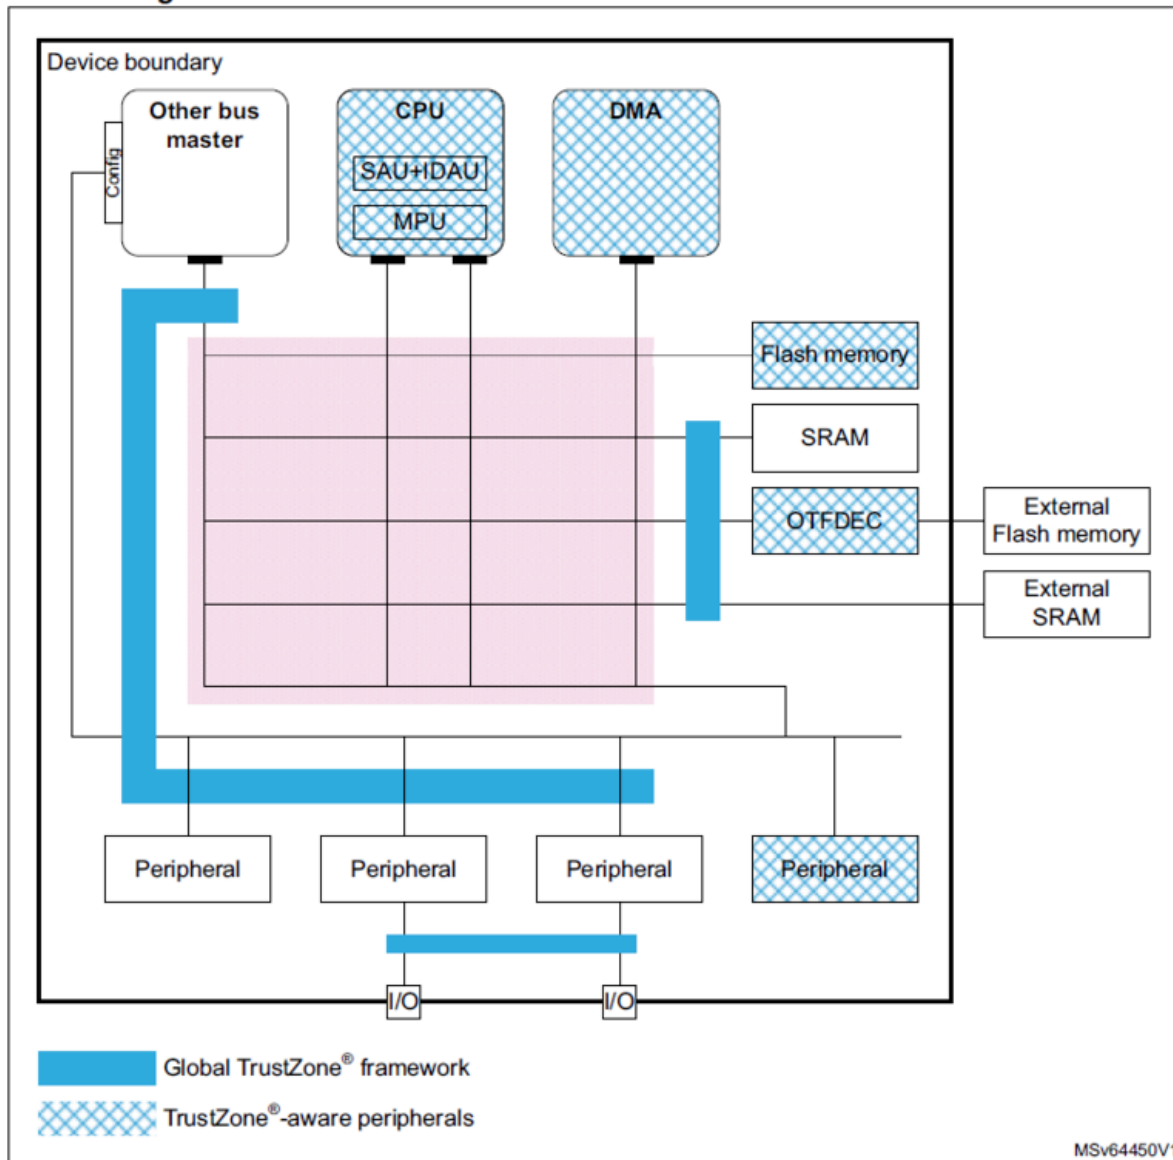 Device boundary
Other bus
master
Config
CPU
SAU+IDAU
MPU
DMA
Flash memory
SRAM
OTFDEC
External
Flash memory
External
SRAM
Peripheral
Peripheral
Peripheral
Peripheral
I/O
I/O
Global TrustZone® framework
TrustZone®-aware peripherals
MSv64450V1